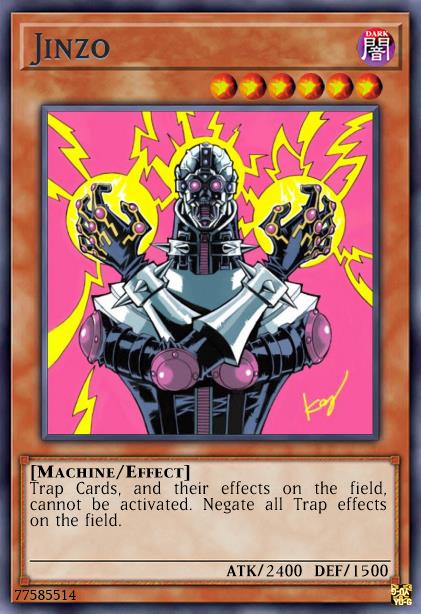 JINZO
DARK
闇
Kaz
[MACHINE/EFFECT]
Trap Cards, and their effects on the field,
cannot be activated. Negate all Trap effects
on the field.
ATK/2400 DEF/1500
77585514